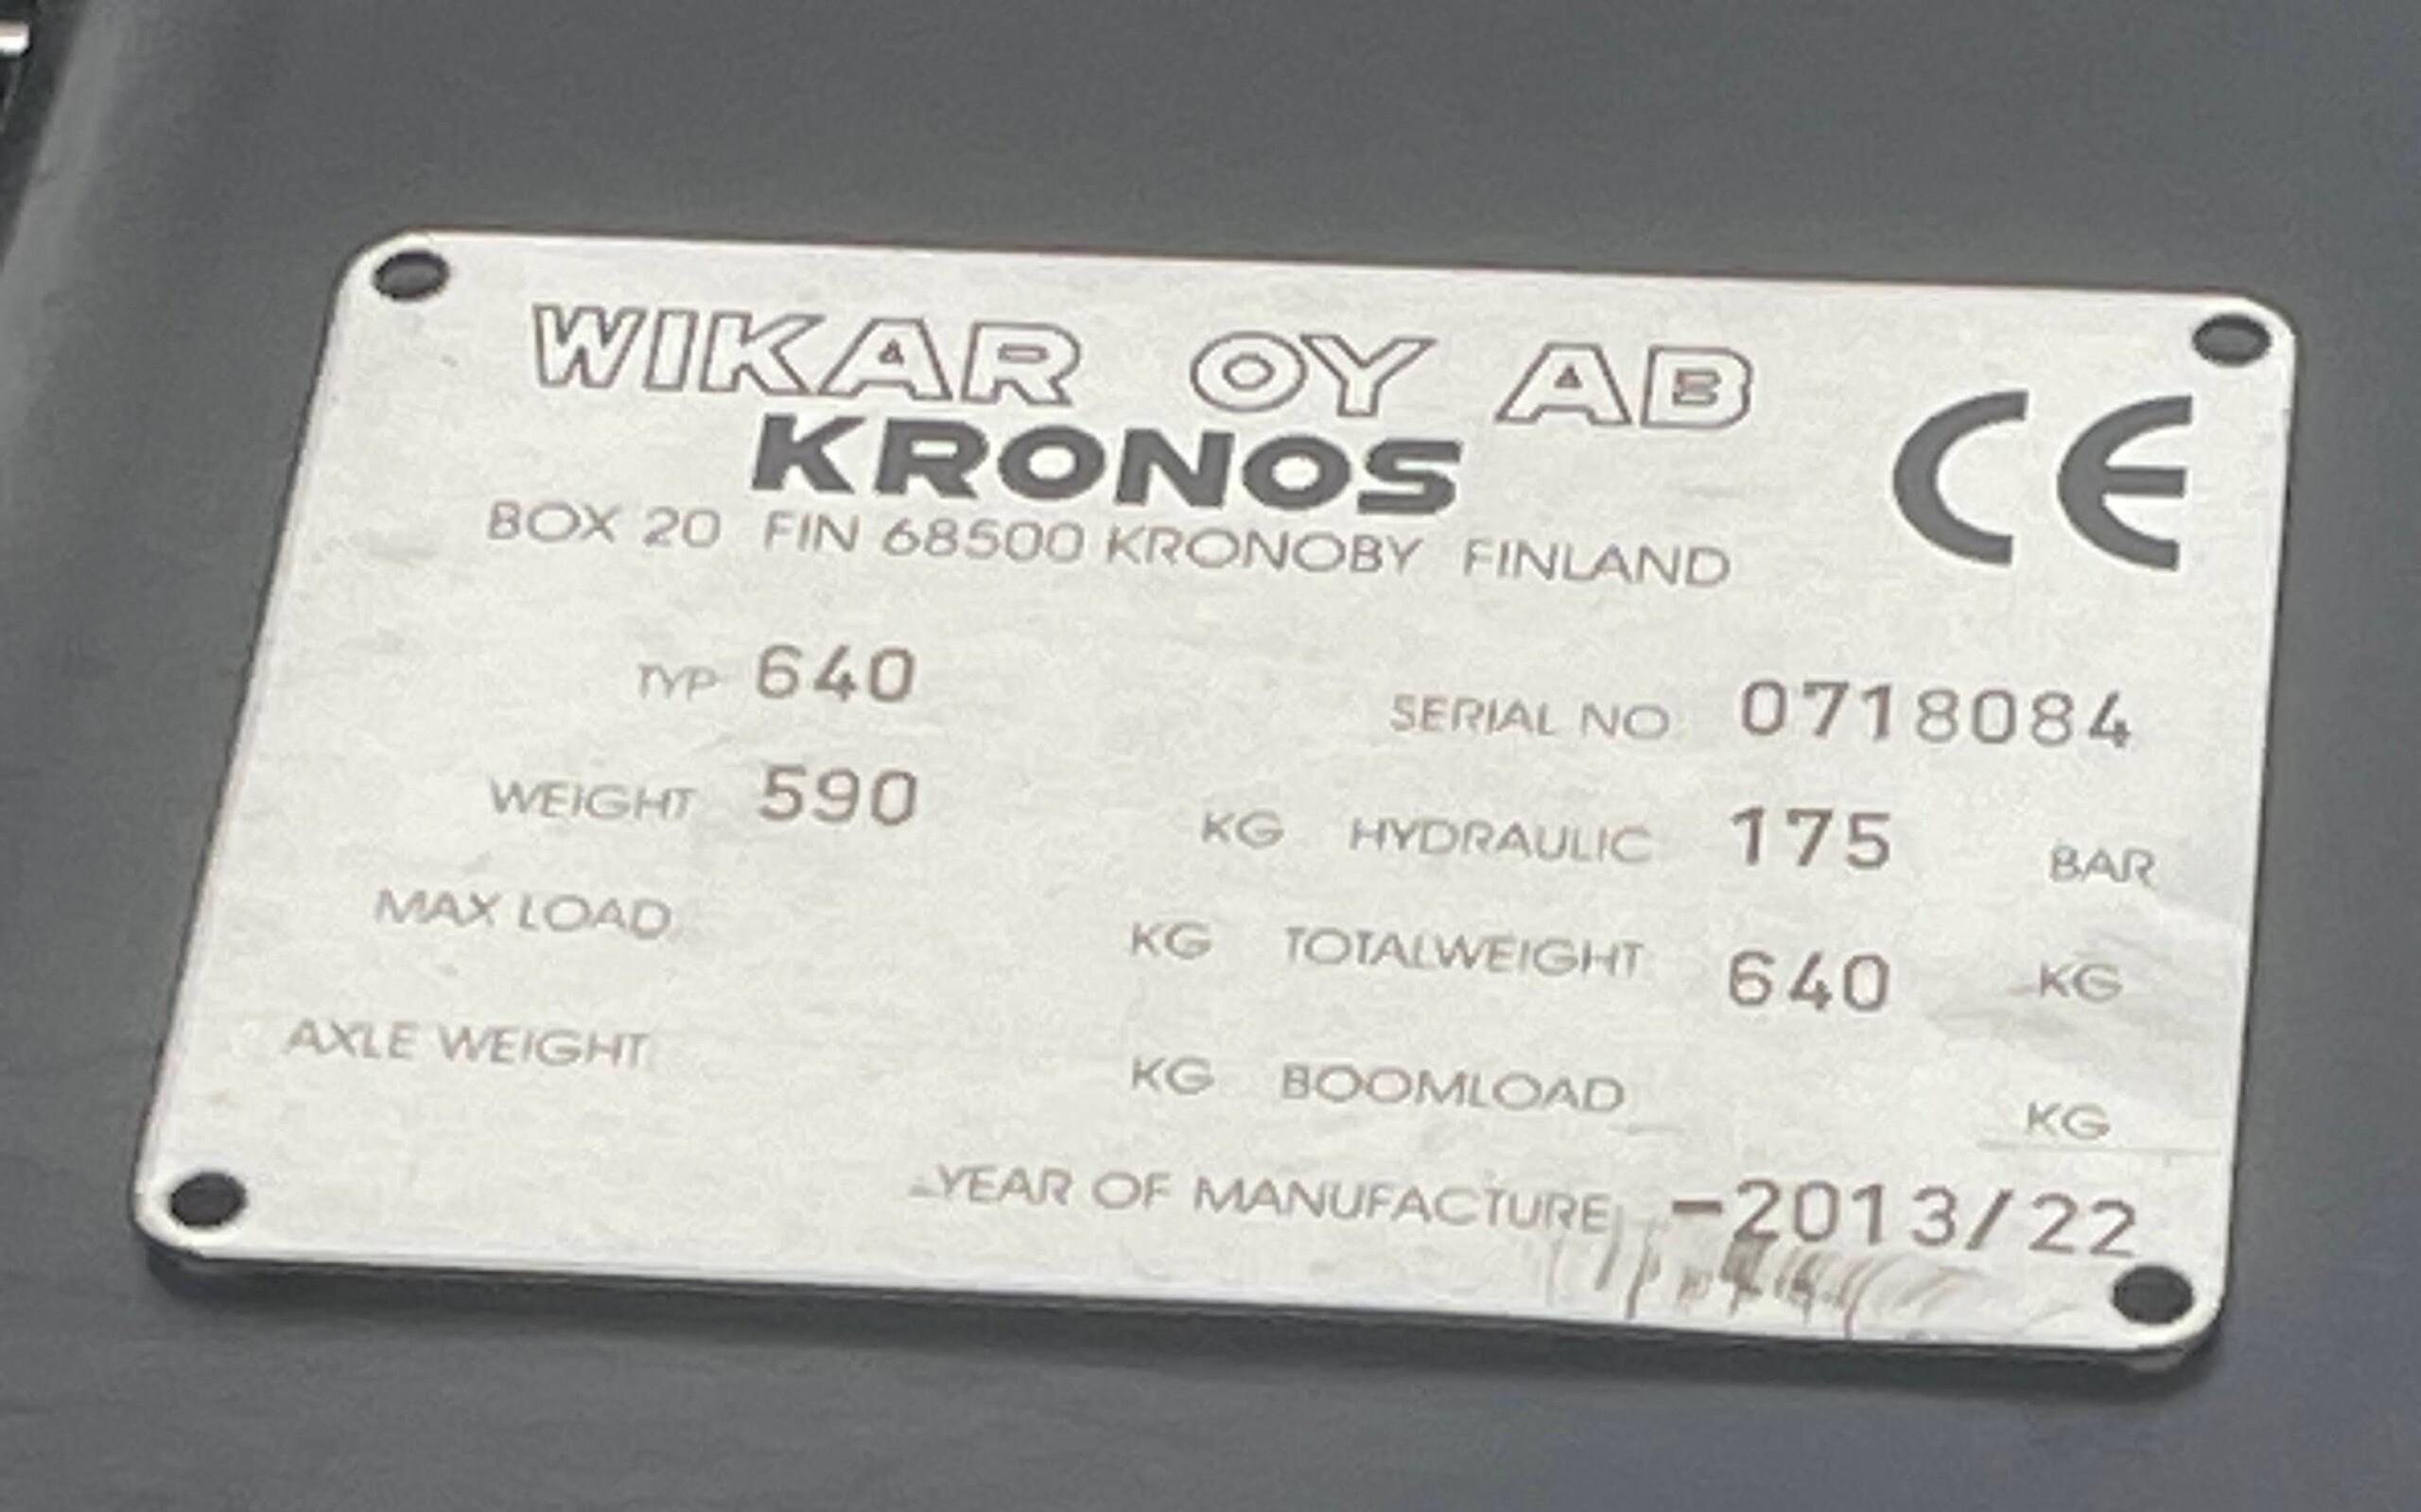 WIKAR OY AB
KRONOS
CE
BOX 20 FIN 68500 KRONOBY FINLAND
TYP 640 SERIAL NO 0718084
WEIGHT 590 KG HYDRAULIC 175 BAR
MAX LOAD KG TOTALWEIGHT 640 KG
AXLE WEIGHT KG BOOMLOAD KG
YEAR OF MANUFACTURE -2013/22